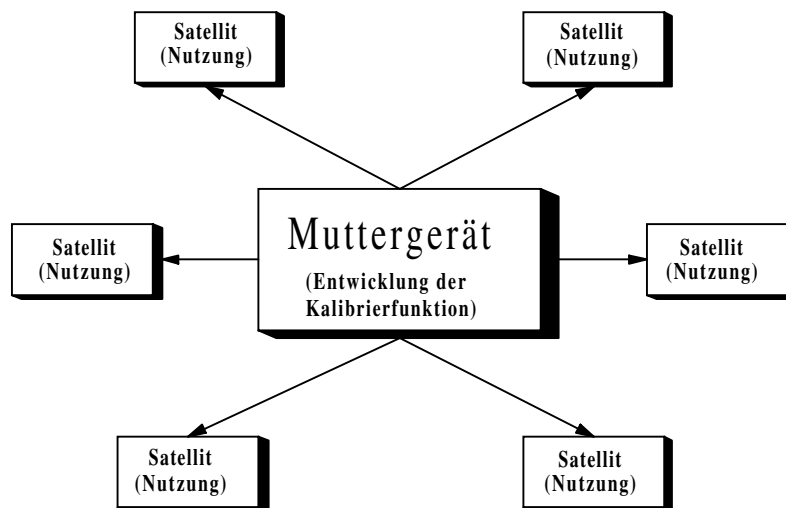 Satellit
(Nutzung)
Satellit
(Nutzung)
Muttergerät
(Entwicklung der
Kalibrierfunktion)
Satellit
(Nutzung)
Satellit
(Nutzung)
Satellit
(Nutzung)
Satellit
(Nutzung)